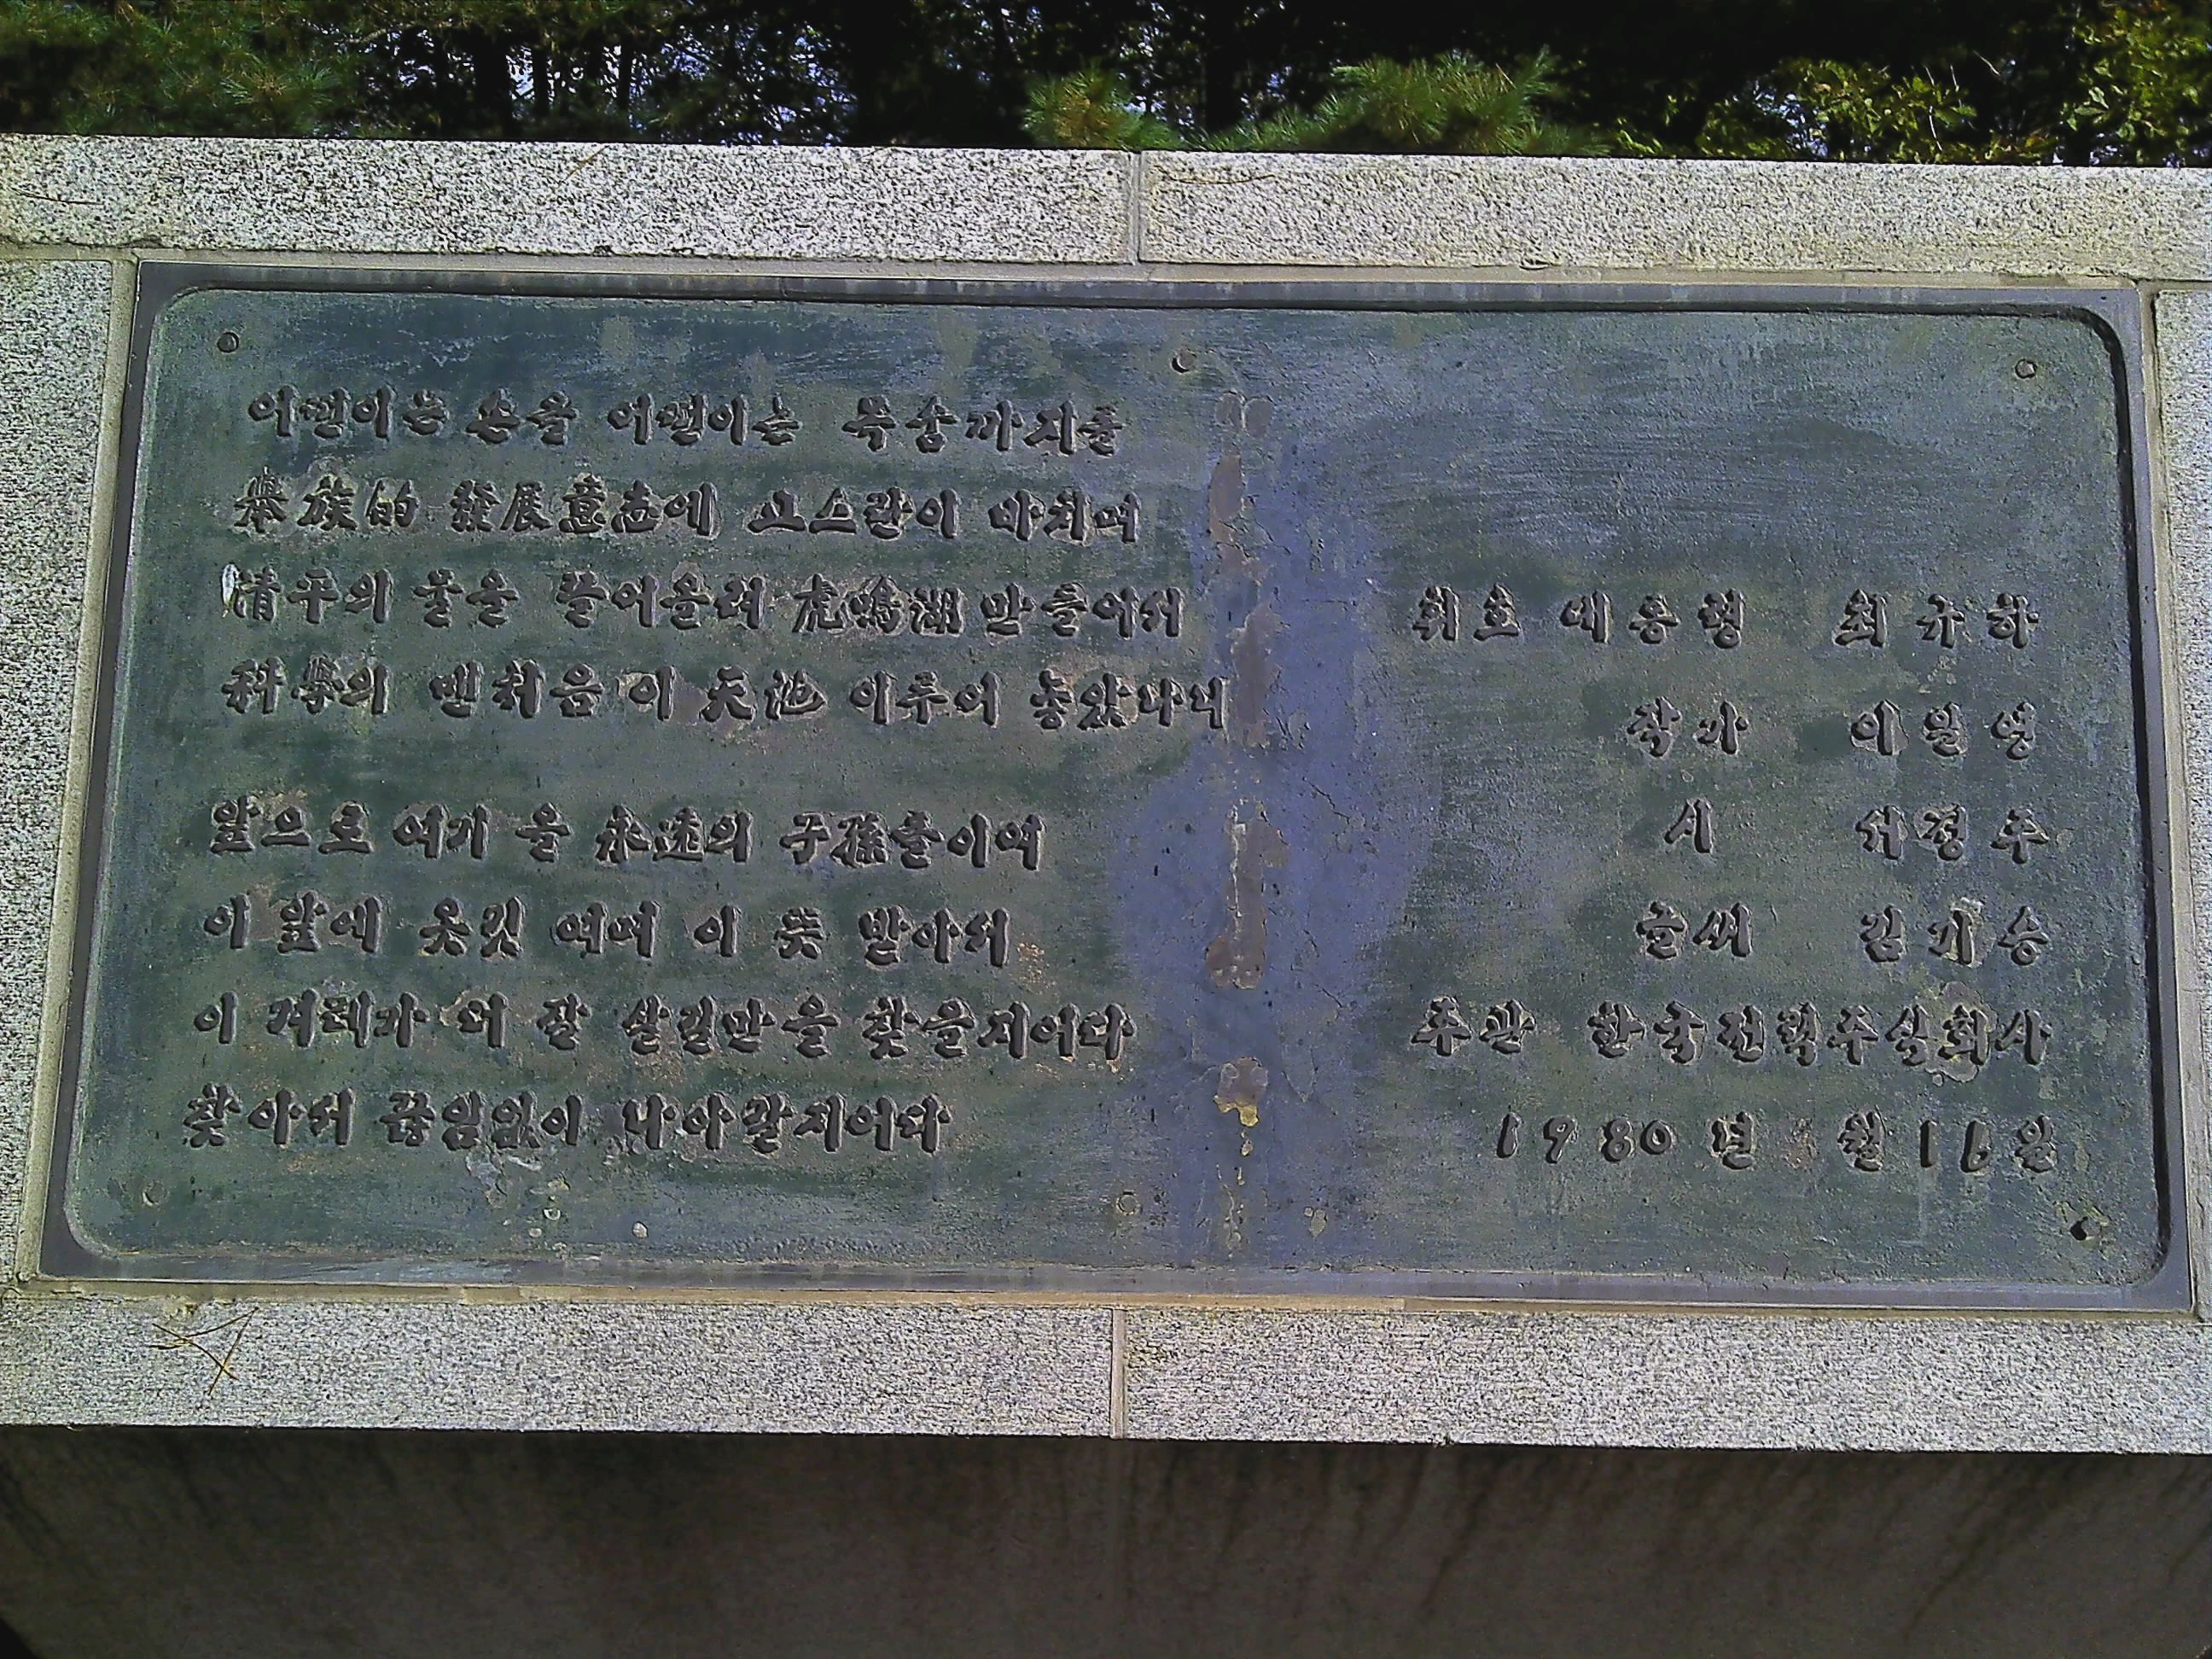 어떤이는 손을 어떤이는 목숨까지를
擧族的 發展意志에 고스란이 바치며
清平의 물을 끌어올려 虎鳴湖 만들어서
科學의 맨처음 이 天池 이루어 놓았나니
앞으로 여기 올 永遠의 子孫들이여
이 앞에 옷깃 여며 이 뜻 받아서
이 겨레가 더 잘 살길만을 찾을지어다
찾아서 끊임없이 나아갈지어다
휘호 대통령 최규하
작가 이일영
시 서정주
글씨 김기승
주관 한국전력주식회사
1980년 월 16일